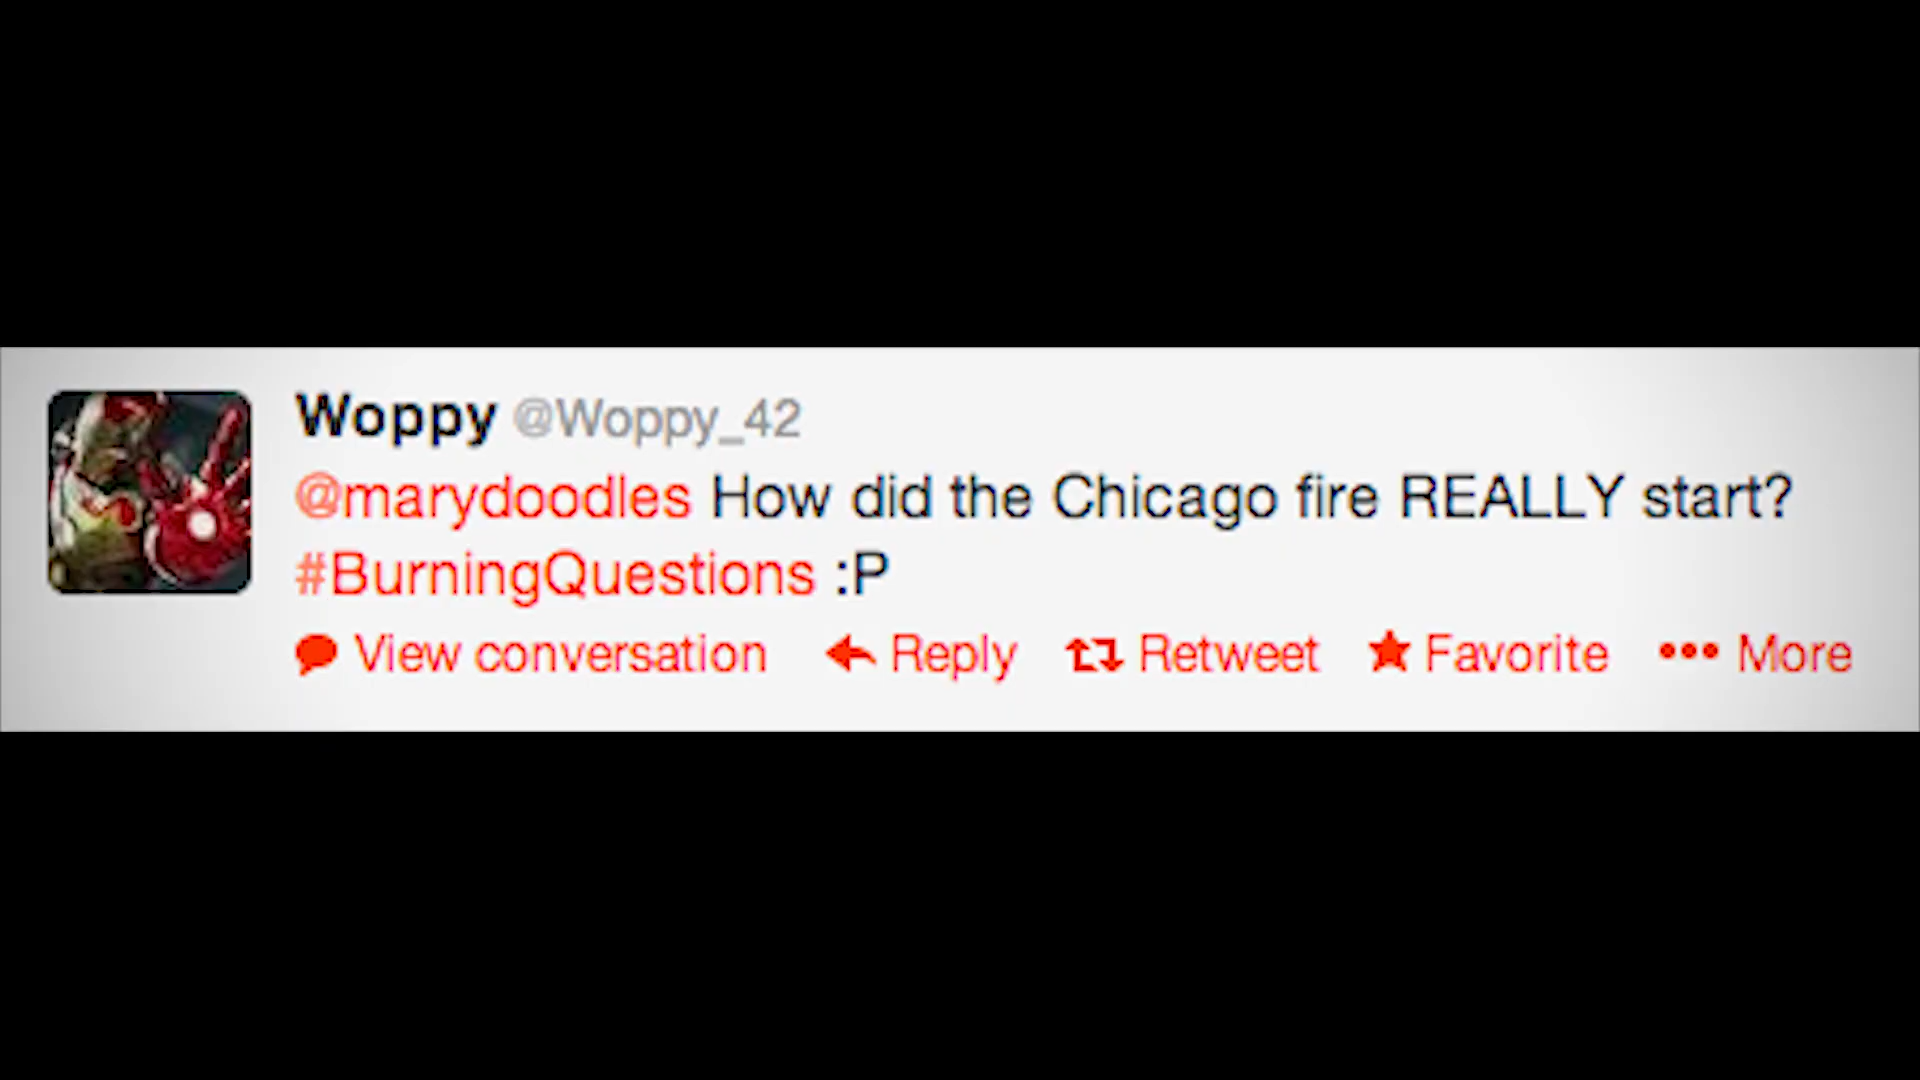 Woppy @Woppy_42
@marydoodles How did the Chicago fire REALLY start?
#BurningQuestions :P
View conversation Reply Retweet Favorite More